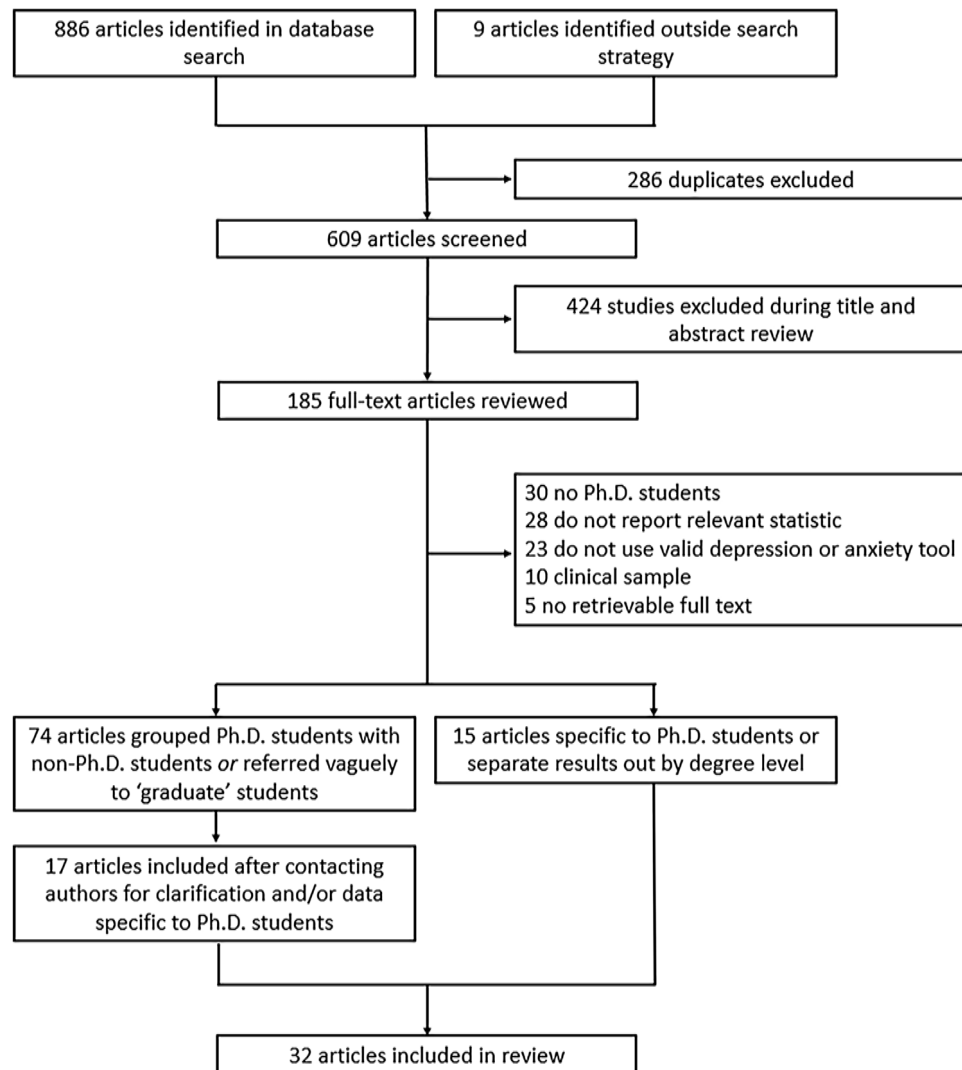 886 articles identified in database
search
9 articles identified outside search
strategy
286 duplicates excluded
609 articles screened
424 studies excluded during title and
abstract review
185 full-text articles reviewed
30 no Ph.D. students
28 do not report relevant statistic
23 do not use valid depression or anxiety tool
10 clinical sample
5 no retrievable full text
74 articles grouped Ph.D. students with
non-Ph.D. students or referred vaguely
to ‘graduate’ students
15 articles specific to Ph.D. students or
separate results out by degree level
17 articles included after contacting
authors for clarification and/or data
specific to Ph.D. students
32 articles included in review